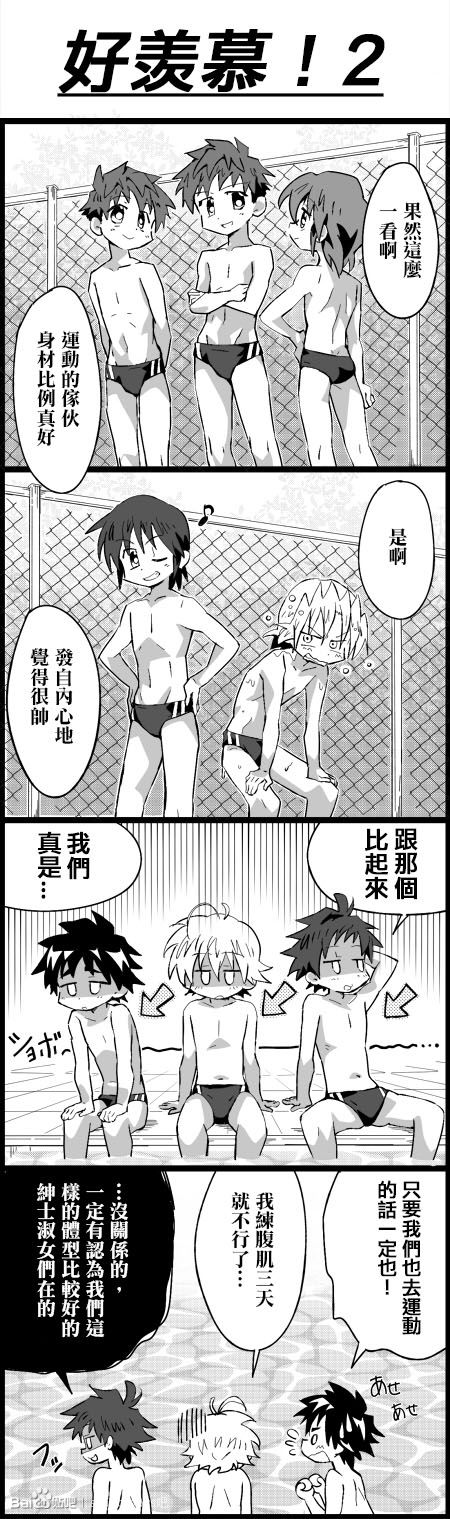 好羨慕！2
果然這麼
一看啊
運動的傢伙
身材比例真好
是啊
發自內心地
覺得很帥
跟那個
比起來
我們
真是…
ショボ〜
只要我們也去運動
的話一定也！
我練腹肌三天
就不行了…
…沒關係的，
一定有認為我們這
樣的體型比較好的
紳士淑女們在的
あせ
あせ
フッ
Bai 贴吧